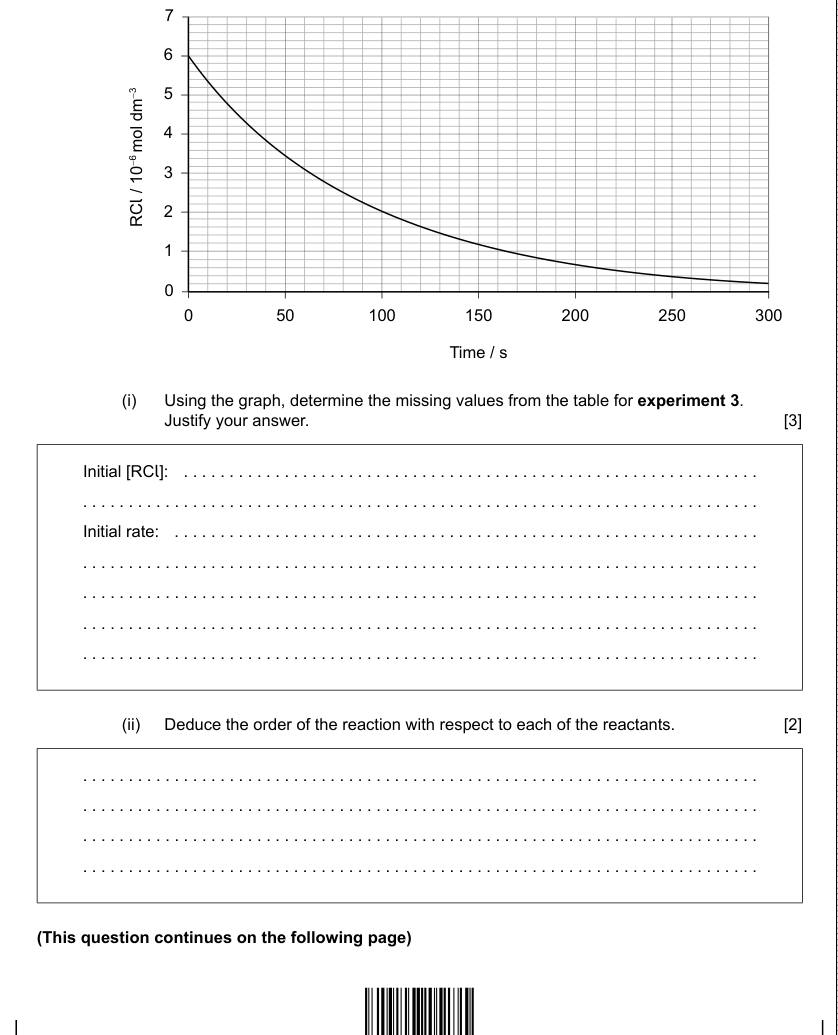 7
6
5
4
3
2
1
0
RCl / 10⁻⁶ mol dm⁻³
0 50 100 150 200 250 300
Time / s
(i) Using the graph, determine the missing values from the table for experiment 3.
Justify your answer. [3]
Initial [RCl]: . . . . . . . . . . . . . . . . . . . . . . . . . . . . . . . . . . . . . . . . . . . . . . . . . . . . . . . . . . . . . .
Initial rate: . . . . . . . . . . . . . . . . . . . . . . . . . . . . . . . . . . . . . . . . . . . . . . . . . . . . . . . . . . . . . . .
(ii) Deduce the order of the reaction with respect to each of the reactants. [2]
(This question continues on the following page)